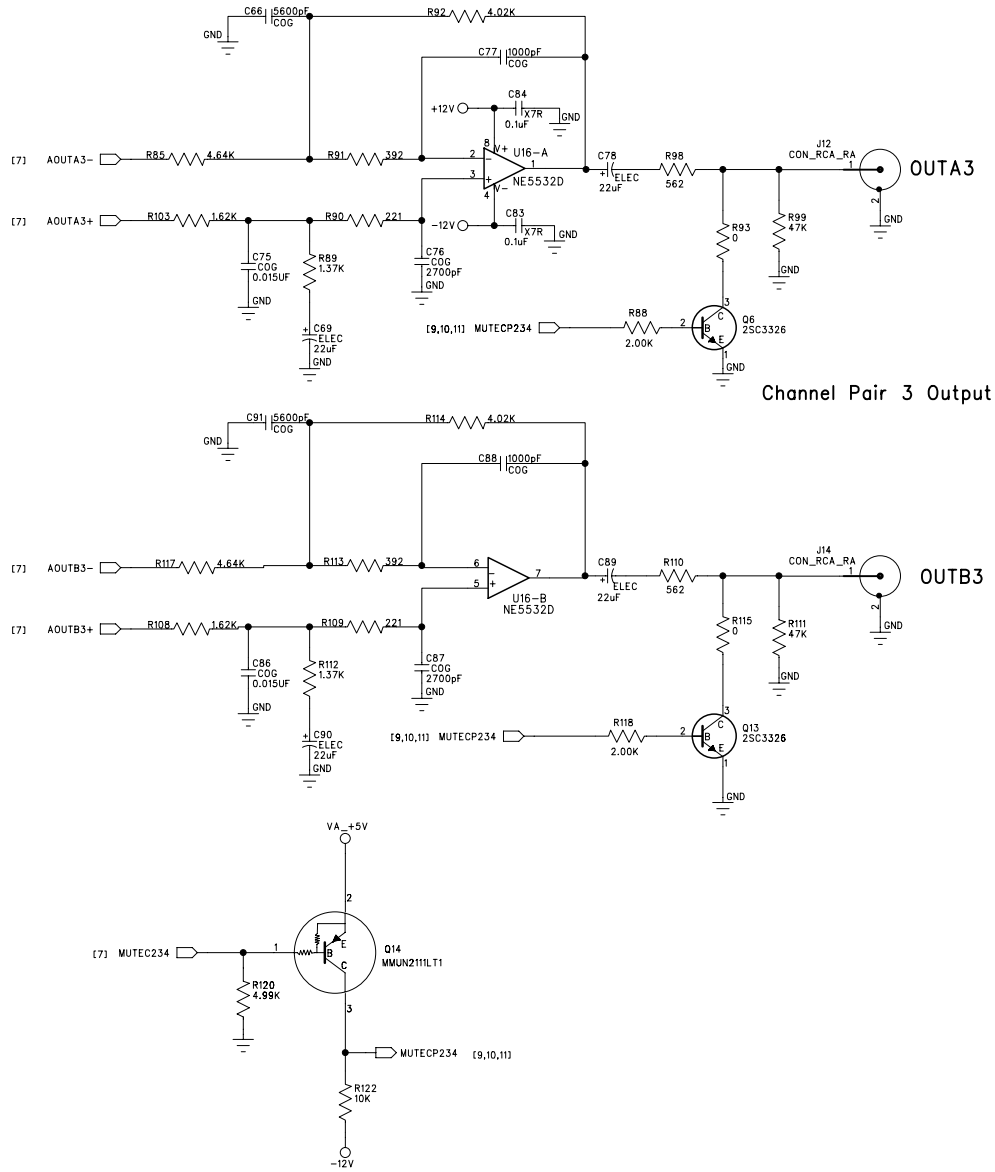 C66 5600pF
COG
GND
R92 4.02K
C77 1000pF
COG
+12V
C84
X7R
0.1uF
GND
[7] AOUTA3-
R85 4.64K
R91 392
2
3
8
V+
4
V-
1
U16-A
NE5532D
C78
ELEC
22uF
R98
562
J12
CON_RCA_RA
1
2
GND
OUTA3
[7] AOUTA3+
R103 1.62K
R90 221
-12V
C83
X7R
0.1uF
GND
C75
COG
0.015UF
GND
R89
1.37K
C76
COG
2700pF
GND
R93
0
R99
47K
GND
C69
ELEC
22uF
GND
[9,10,11] MUTECP234
R88
2.00K
2
3
C
B
E
1
Q6
2SC3326
GND
Channel Pair 3 Output
C91 5600pF
COG
GND
R114 4.02K
C88 1000pF
COG
[7] AOUTB3-
R117 4.64K
R113 392
6
5
7
U16-B
NE5532D
C89
ELEC
22uF
R110
562
J14
CON_RCA_RA
1
2
GND
OUTB3
[7] AOUTB3+
R108 1.62K
R109 221
C86
COG
0.015UF
GND
R112
1.37K
C87
COG
2700pF
GND
R115
0
R111
47K
GND
C90
ELEC
22uF
GND
[9,10,11] MUTECP234
R118
2.00K
2
3
C
B
E
1
Q13
2SC3326
GND
VA_+5V
2
[7] MUTEC234
1
E
B
C
Q14
MMUN2111LT1
R120
4.99K
3
MUTECP234 [9,10,11]
R122
10K
-12V